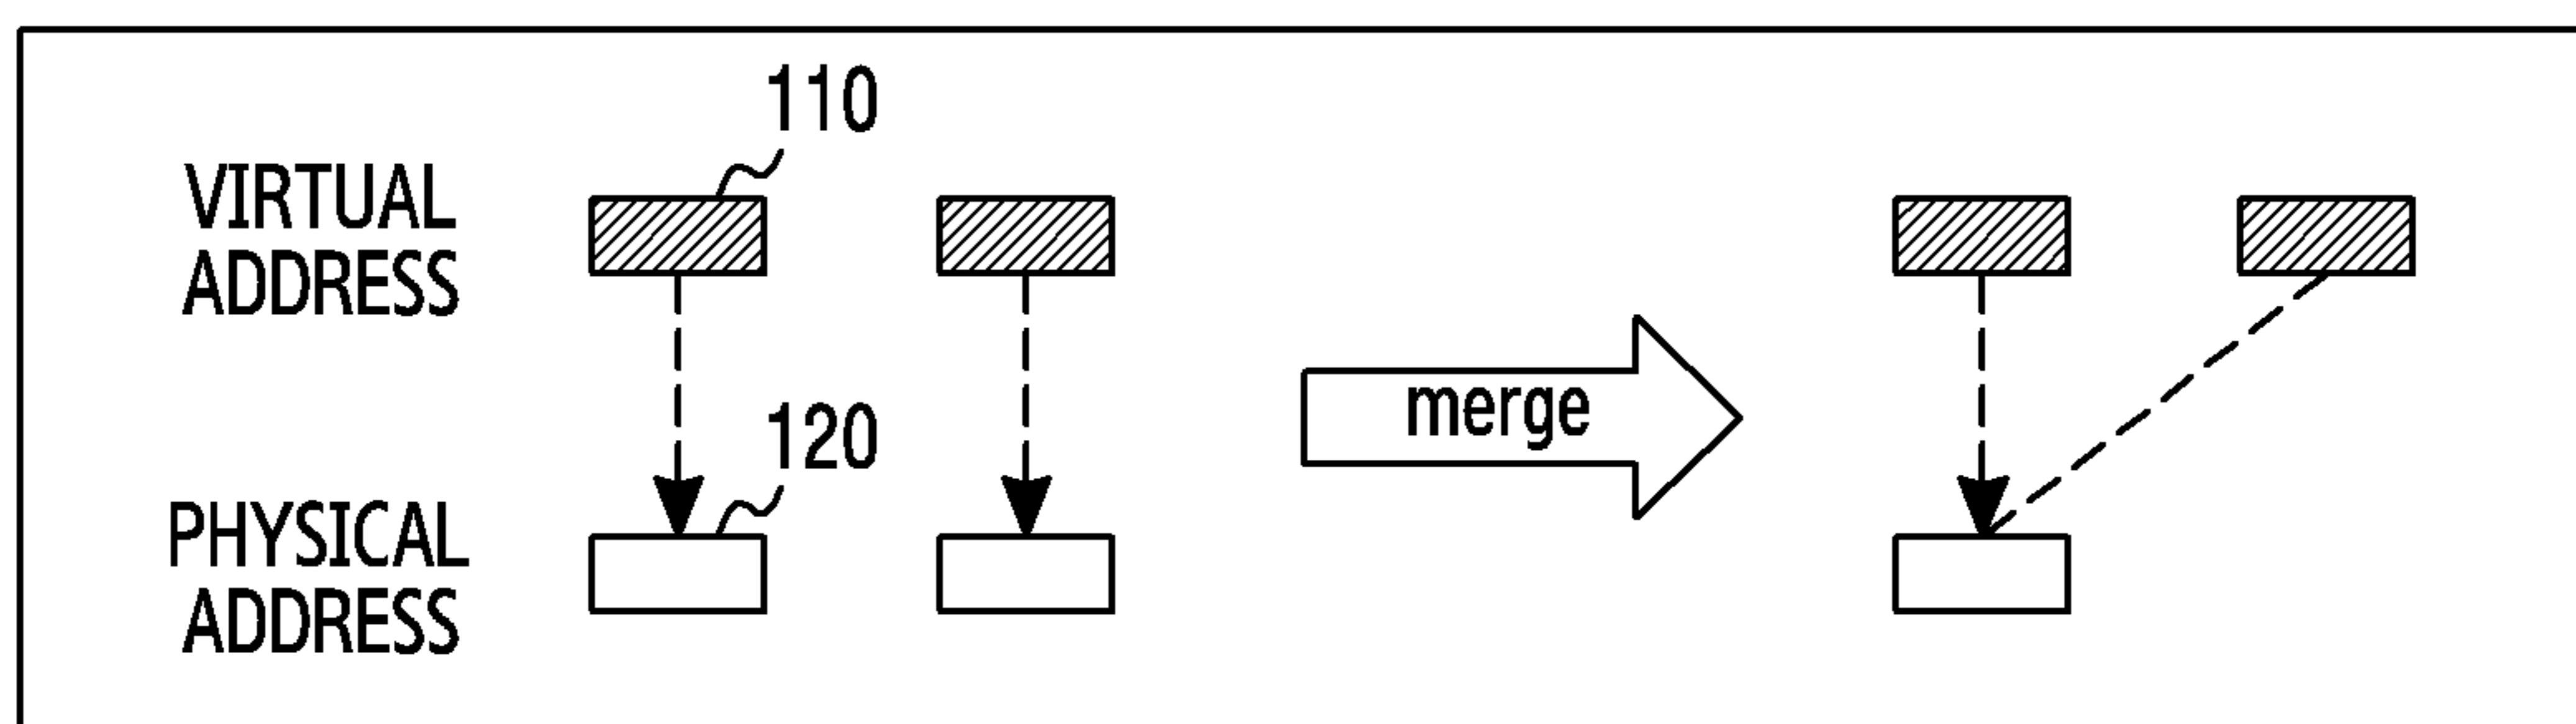 110
VIRTUAL
ADDRESS
merge
120
PHYSICAL
ADDRESS